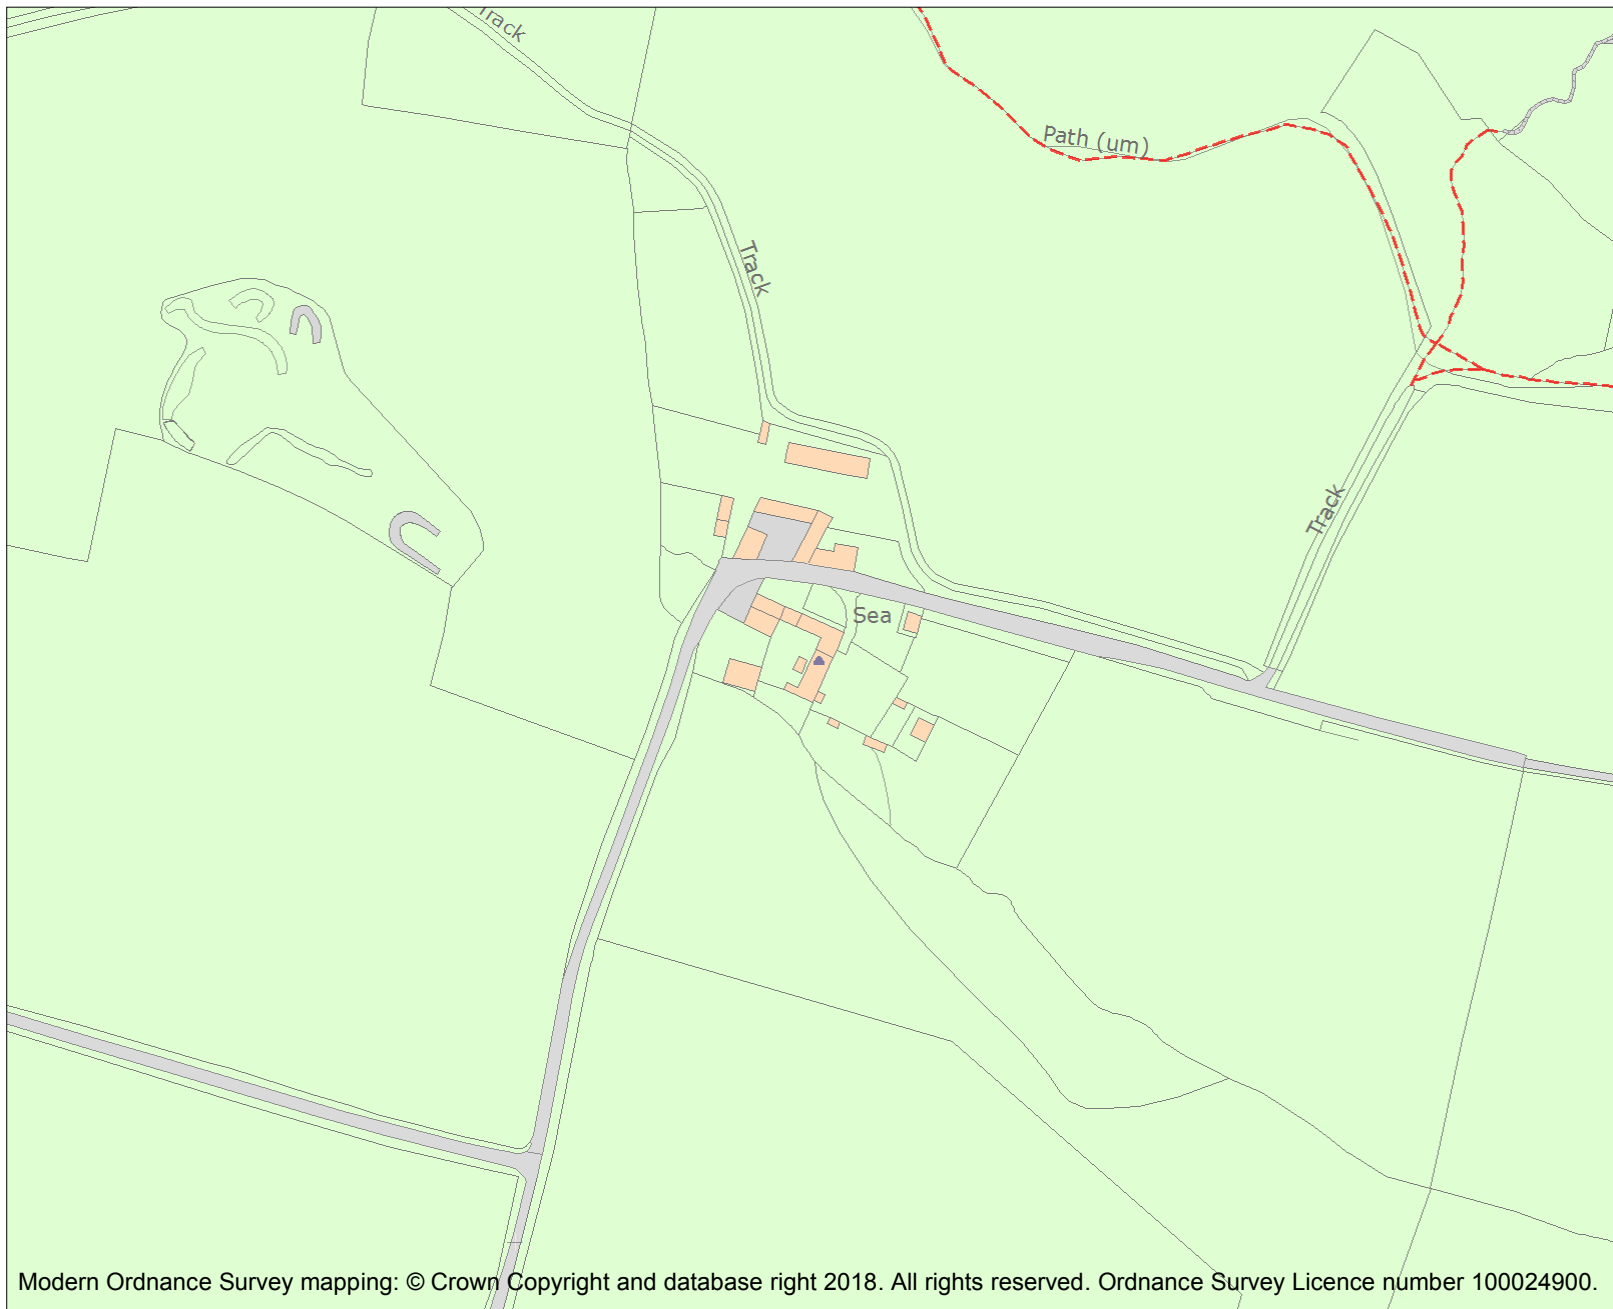 Track
Path (um)
Track
Track
Sea
Modern Ordnance Survey mapping: © Crown Copyright and database right 2018. All rights reserved. Ordnance Survey Licence number 100024900.